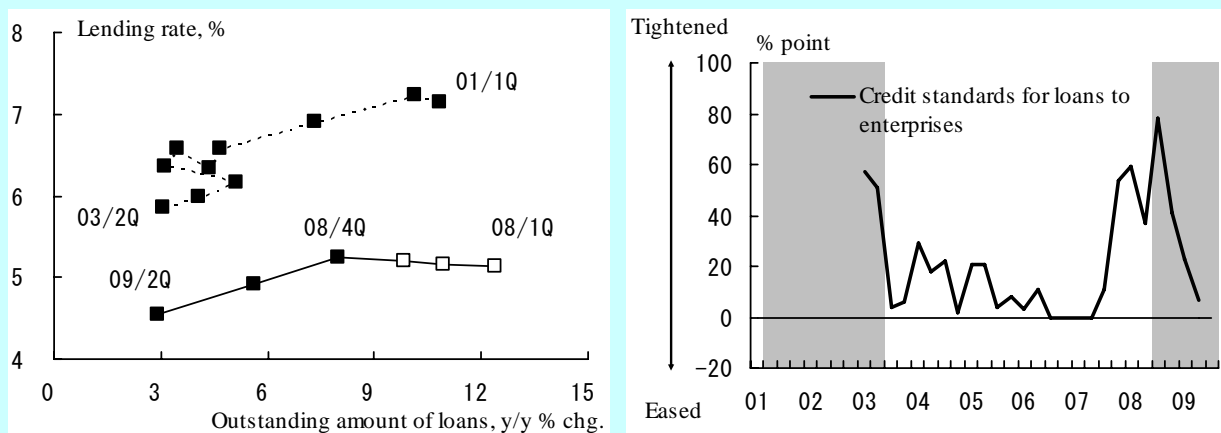 Lending rate, %
8
7
6
5
4
01/1Q
03/2Q
08/4Q
08/1Q
09/2Q
0
3
6
9
12
15
Outstanding amount of loans, y/y % chg.
Tightened
% point
100
80
60
40
20
0
-20
Credit standards for loans to
enterprises
Eased
01 02 03 04 05 06 07 08 09